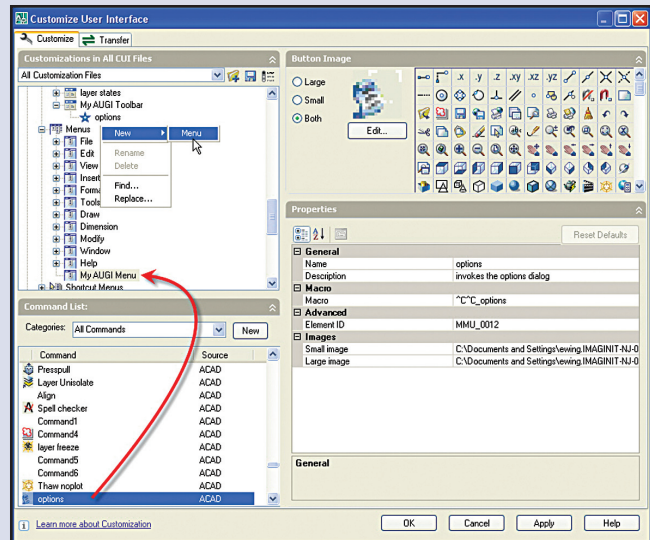 Customize User Interface
Customize
Transfer
Customizations in All CUI Files
All Customization Files
layer states
My AUGI Toolbar
options
Menus
File
Edit
View
Insert
Forma
Tools
Draw
Dimension
Modify
Window
Help
My AUGI Menu
Shortcut Menus
New
Menu
Rename
Delete
Find...
Replace...
Command List:
Categories: All Commands
New
Command Source
Presspull ACAD
Layer Unisolate ACAD
Align ACAD
Spell checker ACAD
Command1 ACAD
Command4 ACAD
layer freeze ACAD
Command5 ACAD
Command6 ACAD
Thaw noplot ACAD
options ACAD
Button Image
Large
Small
Both
Edit...
.x .y .z .xy .xz .yz
Properties
Reset Defaults
General
Name options
Description invokes the options dialog
Macro
Macro ^C^C_options
Advanced
Element ID MMU_0012
Images
Small image C:\Documents and Settings\ewing.IMAGINIT-NJ-0
Large image C:\Documents and Settings\ewing.IMAGINIT-NJ-0
General
Learn more about Customization
OK
Cancel
Apply
Help